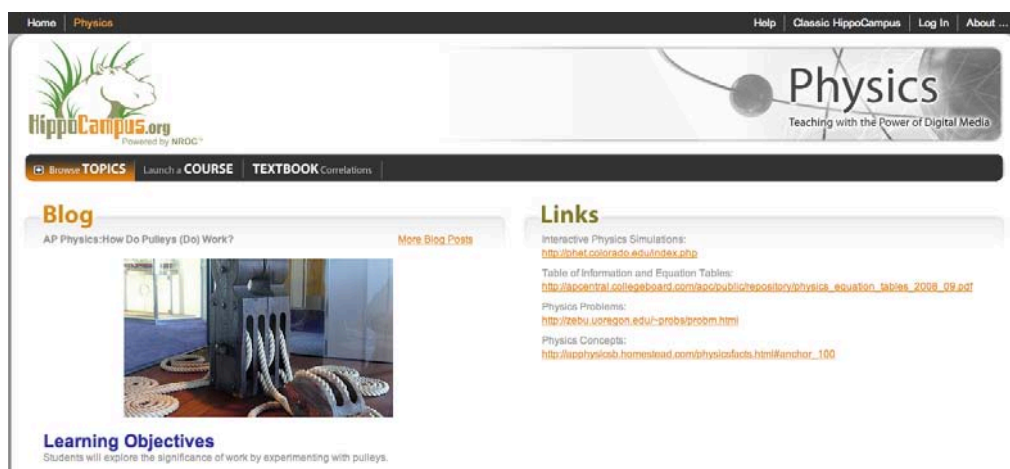 Home Physics Help Classic HippoCampus Log In About ...
HippoCampus.org
Powered by NROC™
Physics
Teaching with the Power of Digital Media
Browse TOPICS Launch a COURSE TEXTBOOK Correlations
Blog
AP Physics:How Do Pulleys (Do) Work? More Blog Posts
Learning Objectives
Students will explore the significance of work by experimenting with pulleys.
Links
Interactive Physics Simulations:
http://phet.colorado.edu/index.php
Table of Information and Equation Tables:
http://apcentral.collegeboard.com/apc/public/repository/physics_equation_tables_2008_09.pdf
Physics Problems:
http://zebu.uoregon.edu/~probs/probm.html
Physics Concepts:
http://apphysicsb.homestead.com/physicsfacts.html#anchor_100